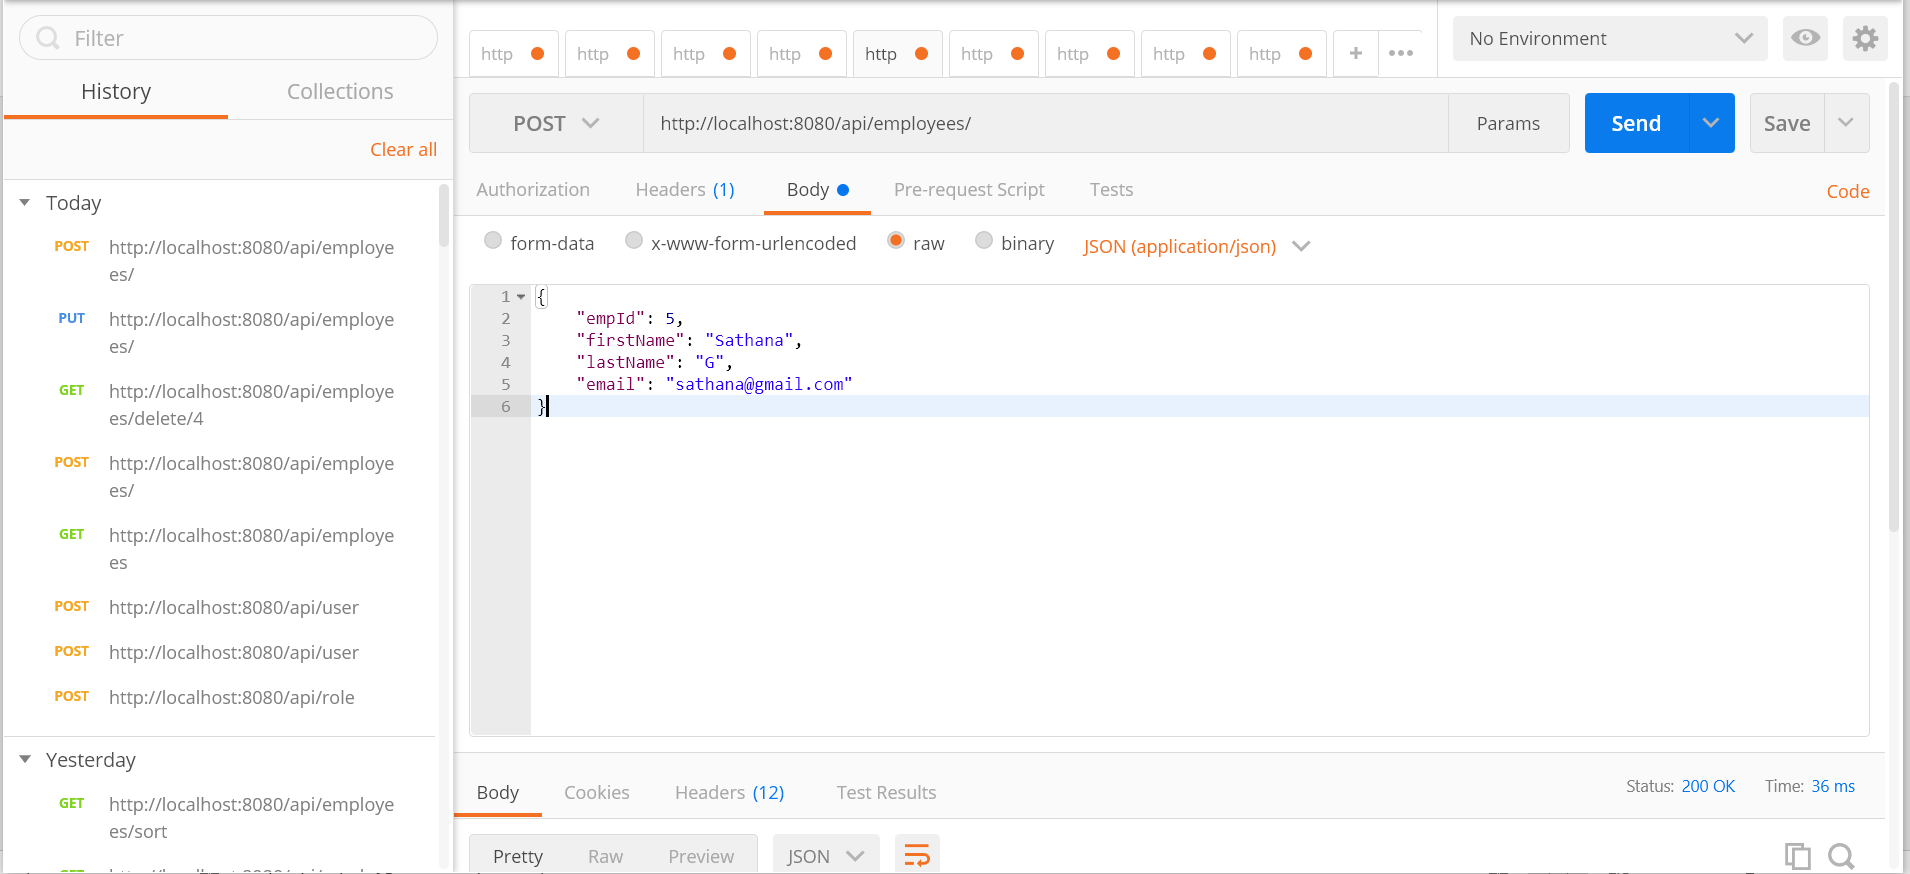 Filter
History
Collections
Clear all
Today
POST http://localhost:8080/api/employe
es/
PUT http://localhost:8080/api/employe
es/
GET http://localhost:8080/api/employe
es/delete/4
POST http://localhost:8080/api/employe
es/
GET http://localhost:8080/api/employe
es
POST http://localhost:8080/api/user
POST http://localhost:8080/api/user
POST http://localhost:8080/api/role
Yesterday
GET http://localhost:8080/api/employe
es/sort
http http http http http http http http http + •••
No Environment
POST http://localhost:8080/api/employees/ Params Send Save
Authorization Headers (1) Body Pre-request Script Tests Code
form-data x-www-form-urlencoded raw binary JSON (application/json)
1 {
2 "empId": 5,
3 "firstName": "Sathana",
4 "lastName": "G",
5 "email": "sathana@gmail.com"
6 }
Body Cookies Headers (12) Test Results Status: 200 OK Time: 36 ms
Pretty Raw Preview JSON